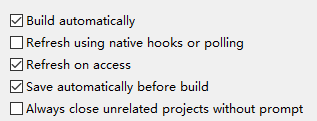 Build automatically
Refresh using native hooks or polling
Refresh on access
Save automatically before build
Always close unrelated projects without prompt